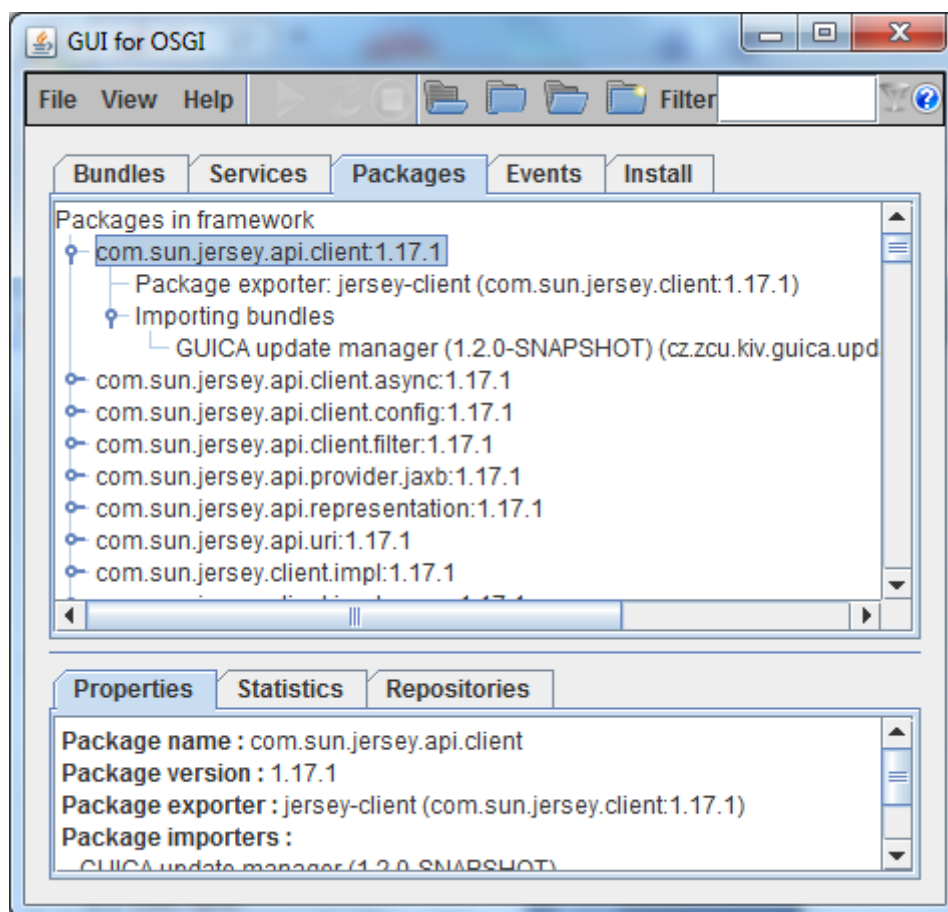 GUI for OSGI
File View Help Filter
Bundles Services Packages Events Install
Packages in framework
com.sun.jersey.api.client:1.17.1
Package exporter: jersey-client (com.sun.jersey.client:1.17.1)
Importing bundles
GUICA update manager (1.2.0-SNAPSHOT) (cz.zcu.kiv.guica.upd
com.sun.jersey.api.client.async:1.17.1
com.sun.jersey.api.client.config:1.17.1
com.sun.jersey.api.client.filter:1.17.1
com.sun.jersey.api.provider.jaxb:1.17.1
com.sun.jersey.api.representation:1.17.1
com.sun.jersey.api.uri:1.17.1
com.sun.jersey.client.impl:1.17.1
Properties Statistics Repositories
Package name : com.sun.jersey.api.client
Package version : 1.17.1
Package exporter : jersey-client (com.sun.jersey.client:1.17.1)
Package importers :
GUICA update manager (1.2.0-SNAPSHOT)